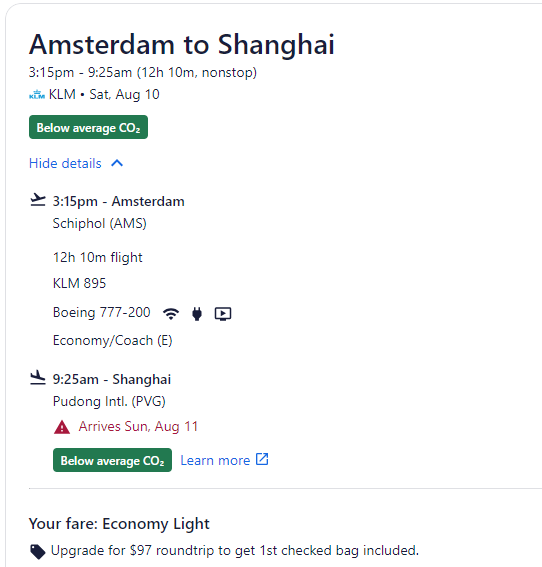 Amsterdam to Shanghai
3:15pm - 9:25am (12h 10m, nonstop)
KLM KLM • Sat, Aug 10
Below average CO₂
Hide details
3:15pm - Amsterdam
Schiphol (AMS)
12h 10m flight
KLM 895
Boeing 777-200
Economy/Coach (E)
9:25am - Shanghai
Pudong Intl. (PVG)
Arrives Sun, Aug 11
Below average CO₂ Learn more
Your fare: Economy Light
Upgrade for $97 roundtrip to get 1st checked bag included.